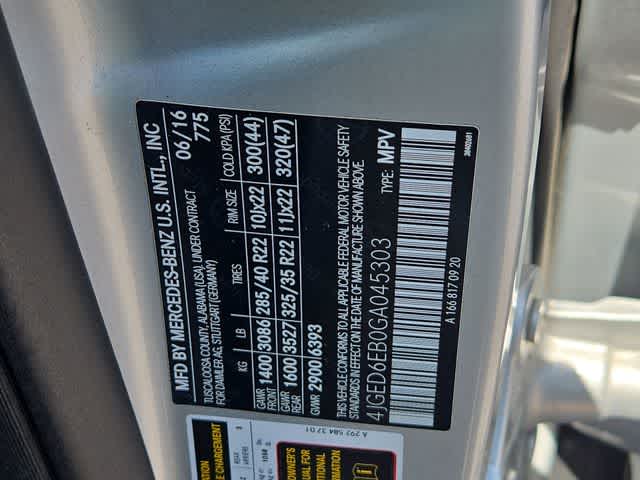 MFD BY MERCEDES-BENZ U.S. INTL., INC
TUSCALOOSA COUNTY, ALABAMA (USA), UNDER CONTRACT
FOR DAIMLER AG, STUTTGART (GERMANY)
06/16
775
KG LB TIRES RIM SIZE COLD KPA(PSI)
GAWR FRONT 1400 3086 285/40 R22 10Jx22 300(44)
GAWR REAR 1600 3527 325/35 R22 11Jx22 320(47)
GVWR 2900 6393
THIS VEHICLE CONFORMS TO ALL APPLICABLE FEDERAL MOTOR VEHICLE SAFETY
STANDARDS IN EFFECT ON THE DATE OF MANUFACTURE SHOWN ABOVE.
4JGED6EB0GA045303 TYPE: MPV
A 166 817 09 20
A 292 584 37 01
REAR
ARRIERE
3